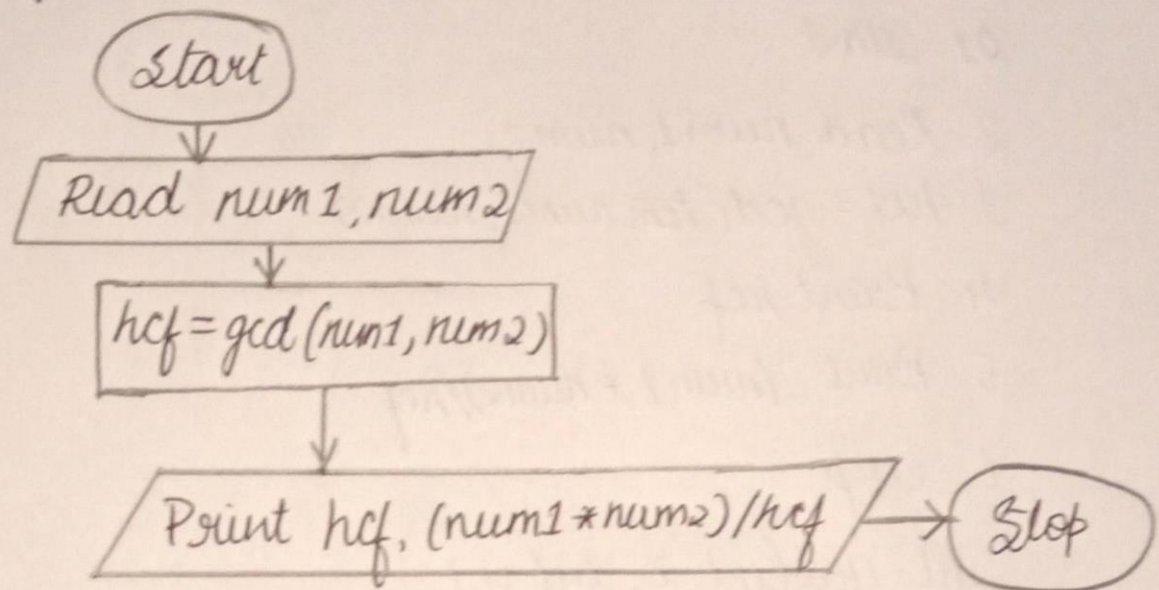 Start
Read num1, num2
hcf = gcd (num1, num2)
Print hcf, (num1 * num2) / hcf
Stop